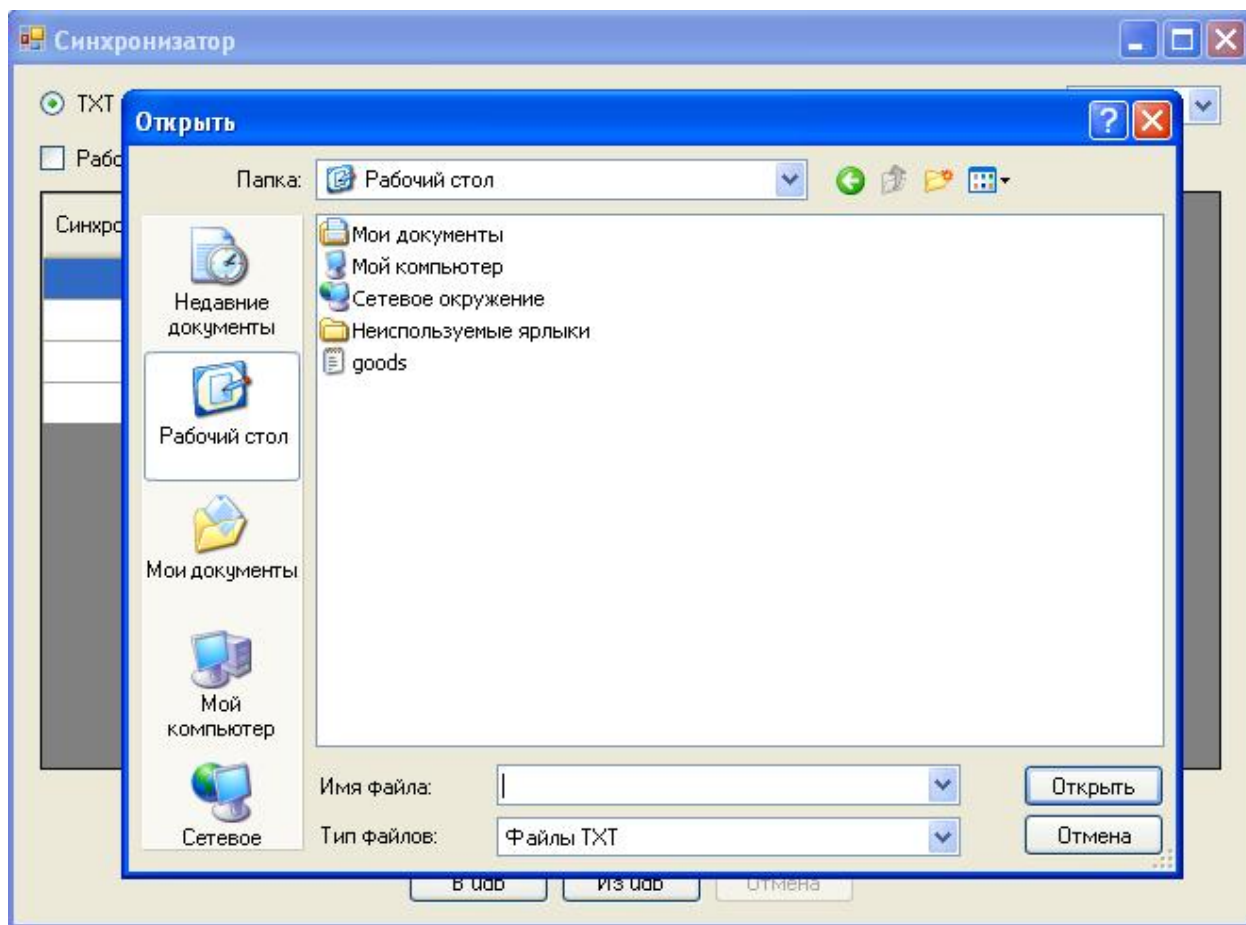 Синхронизатор
TXT
Рабо
Синхро
Открыть
Папка:
Рабочий стол
Недавние
документы
Рабочий стол
Мои документы
Мой
компьютер
Сетевое
Мои документы
Мой компьютер
Сетевое окружение
Неиспользуемые ярлыки
goods
Имя файла:
Открыть
Тип файлов:
Файлы TXT
Отмена
В udb
Из udb
Отмена